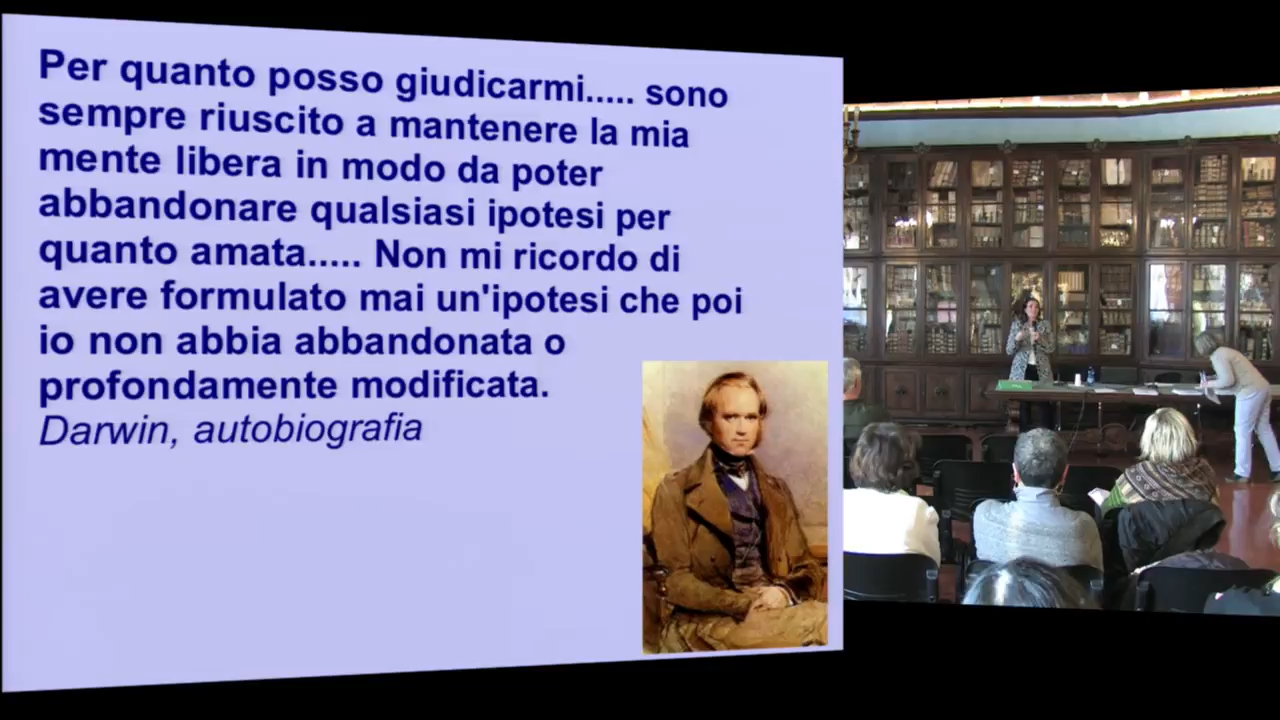 Per quanto posso giudicarmi..... sono
sempre riuscito a mantenere la mia
mente libera in modo da poter
abbandonare qualsiasi ipotesi per
quanto amata..... Non mi ricordo di
avere formulato mai un'ipotesi che poi
io non abbia abbandonata o
profondamente modificata.
Darwin, autobiografia